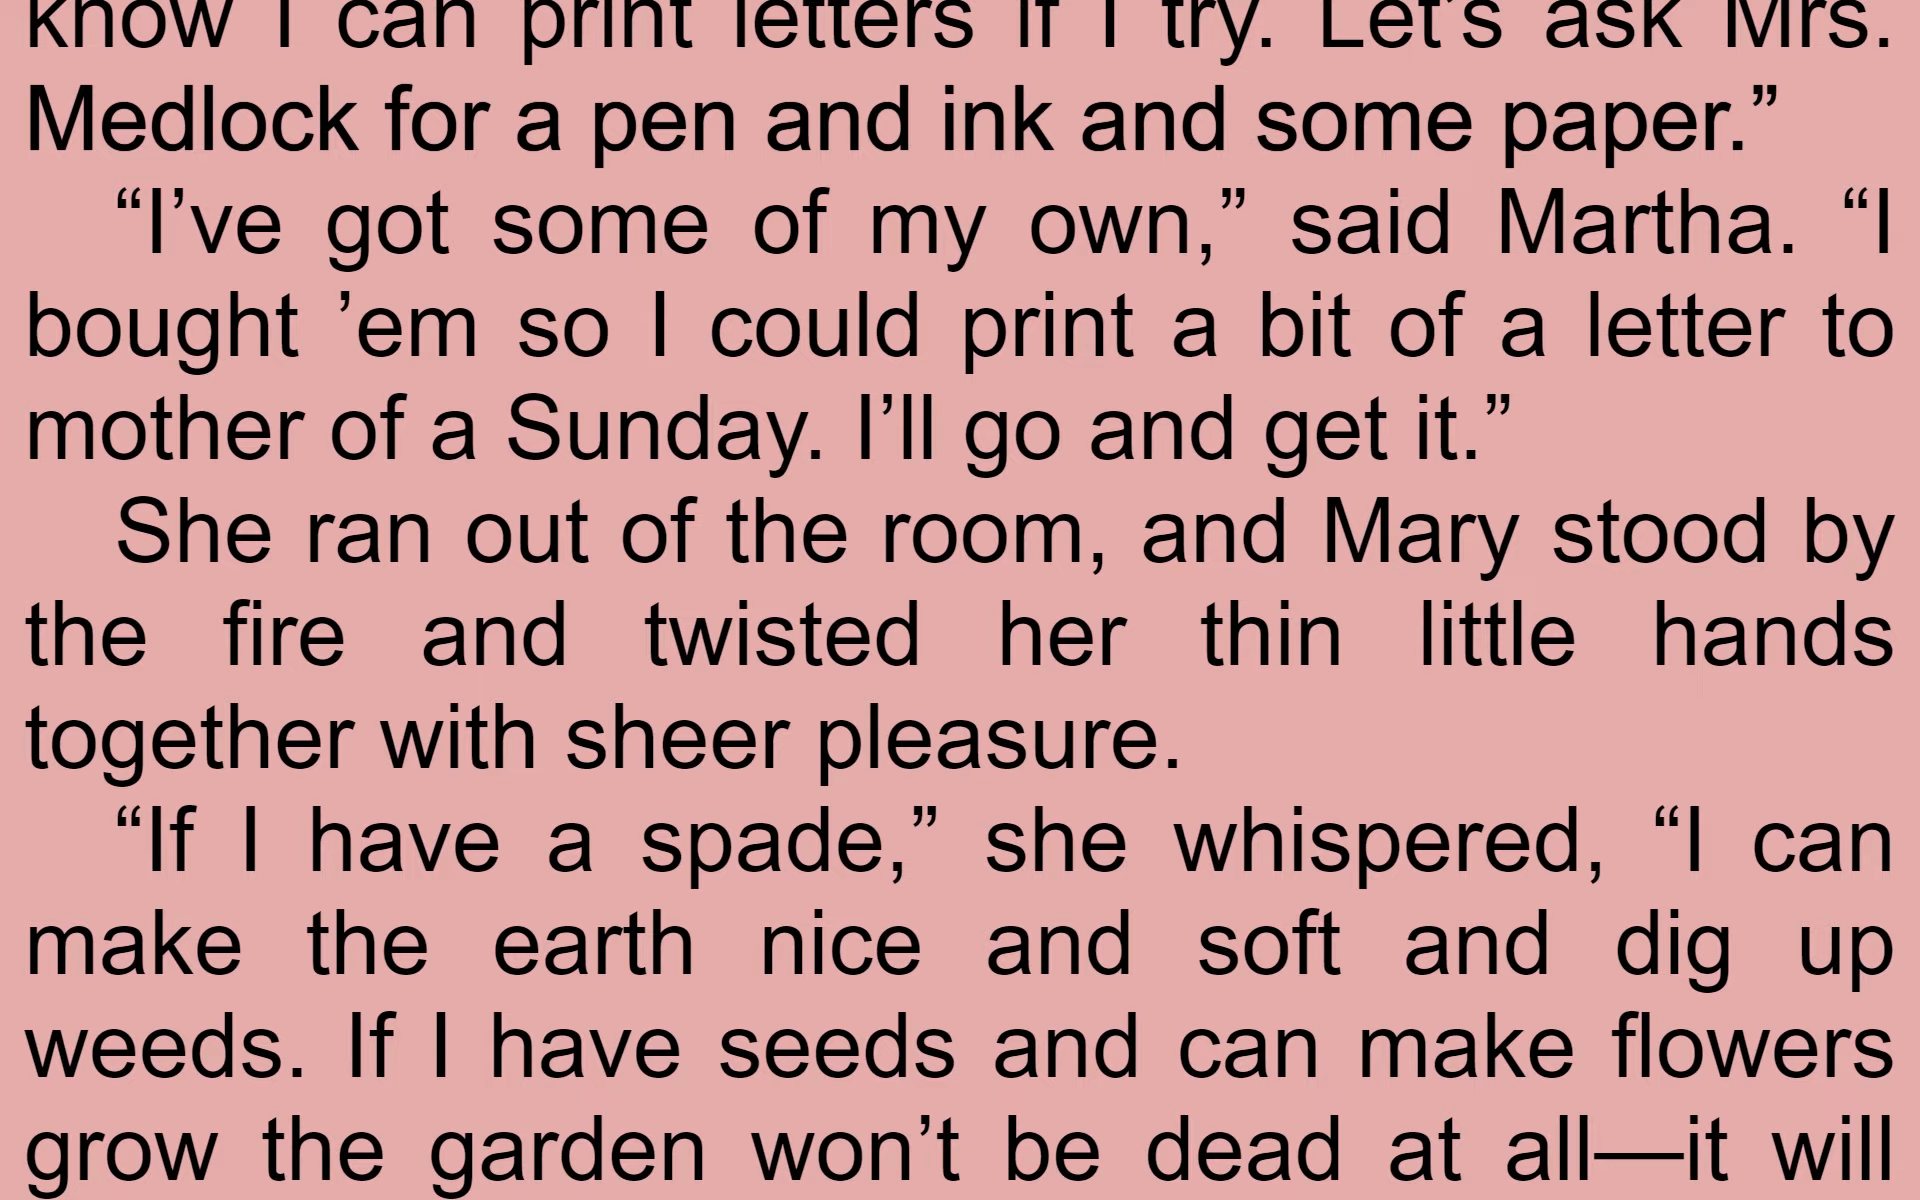 know I can print letters if I try. Let’s ask Mrs.
Medlock for a pen and ink and some paper.”
“I’ve got some of my own,” said Martha. “I
bought ’em so I could print a bit of a letter to
mother of a Sunday. I’ll go and get it.”
She ran out of the room, and Mary stood by
the fire and twisted her thin little hands
together with sheer pleasure.
“If I have a spade,” she whispered, “I can
make the earth nice and soft and dig up
weeds. If I have seeds and can make flowers
grow the garden won’t be dead at all—it will